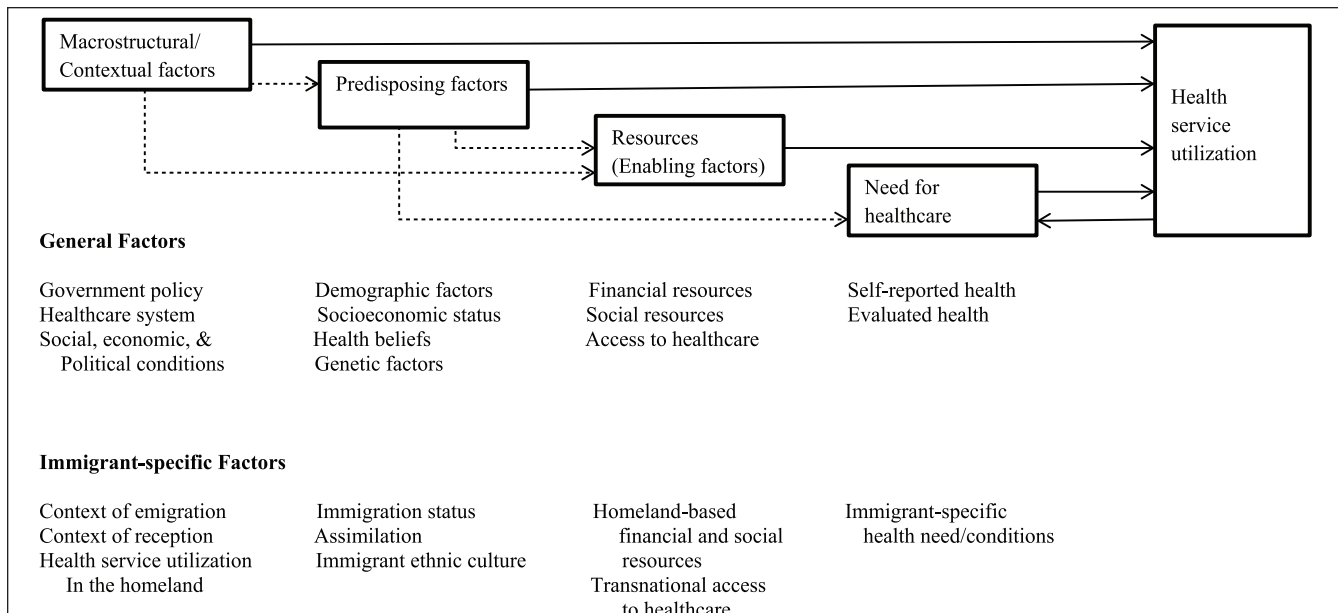 Macrostructural/
Contextual factors
Predisposing factors
Resources
(Enabling factors)
Need for
healthcare
Health
service
utilization
General Factors
Government policy
Healthcare system
Social, economic, &
Political conditions
Demographic factors
Socioeconomic status
Health beliefs
Genetic factors
Financial resources
Social resources
Access to healthcare
Self-reported health
Evaluated health
Immigrant-specific Factors
Context of emigration
Context of reception
Health service utilization
In the homeland
Immigration status
Assimilation
Immigrant ethnic culture
Homeland-based
financial and social
resources
Transnational access
to healthcare
Immigrant-specific
health need/conditions